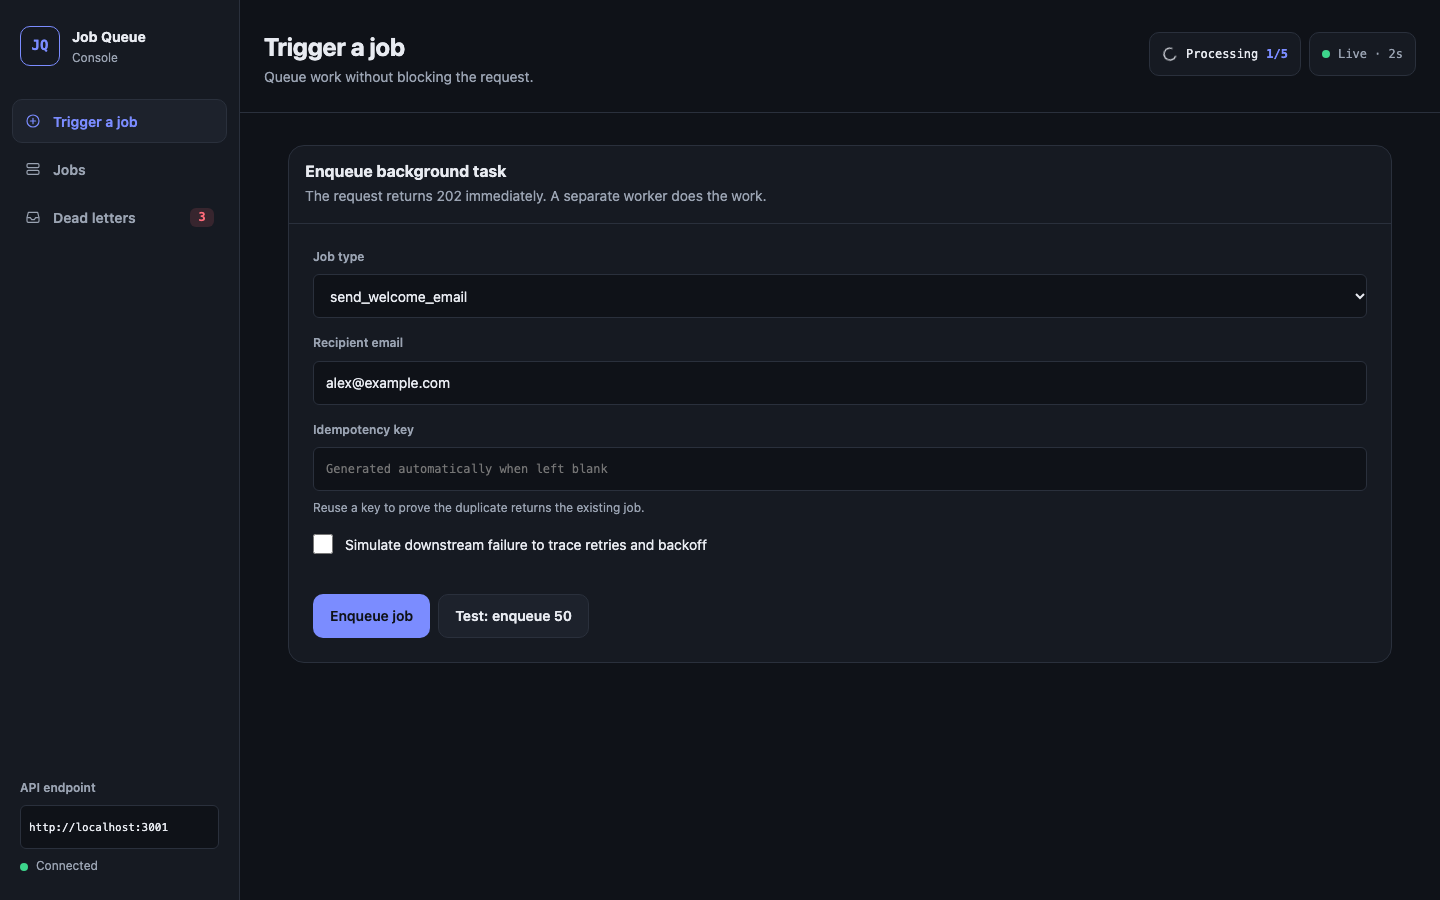 JQ
Job Queue
Console
Trigger a job
Jobs
Dead letters 3
API endpoint
http://localhost:3001
Connected
Trigger a job
Queue work without blocking the request.
Processing 1/5
Live · 2s
Enqueue background task
The request returns 202 immediately. A separate worker does the work.
Job type
send_welcome_email
Recipient email
alex@example.com
Idempotency key
Generated automatically when left blank
Reuse a key to prove the duplicate returns the existing job.
Simulate downstream failure to trace retries and backoff
Enqueue job
Test: enqueue 50